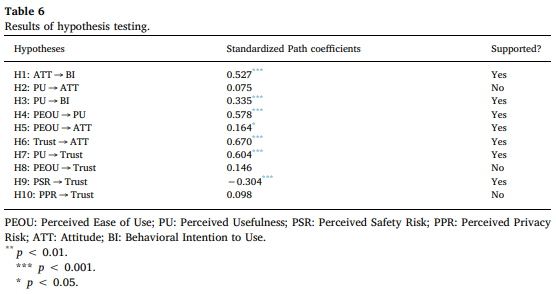 Table 6
Results of hypothesis testing.
Hypotheses Standardized Path coefficients Supported?
H1: ATT→BI 0.527*** Yes
H2: PU→ATT 0.075 No
H3: PU→BI 0.335*** Yes
H4: PEOU→PU 0.578*** Yes
H5: PEOU→ATT 0.164* Yes
H6: Trust→ATT 0.670*** Yes
H7: PU→Trust 0.604*** Yes
H8: PEOU→Trust 0.146 No
H9: PSR→Trust −0.304*** Yes
H10: PPR→Trust 0.098 No
PEOU: Perceived Ease of Use; PU: Perceived Usefulness; PSR: Perceived Safety Risk; PPR: Perceived Privacy
Risk; ATT: Attitude; BI: Behavioral Intention to Use.
** p < 0.01.
*** p < 0.001.
* p < 0.05.